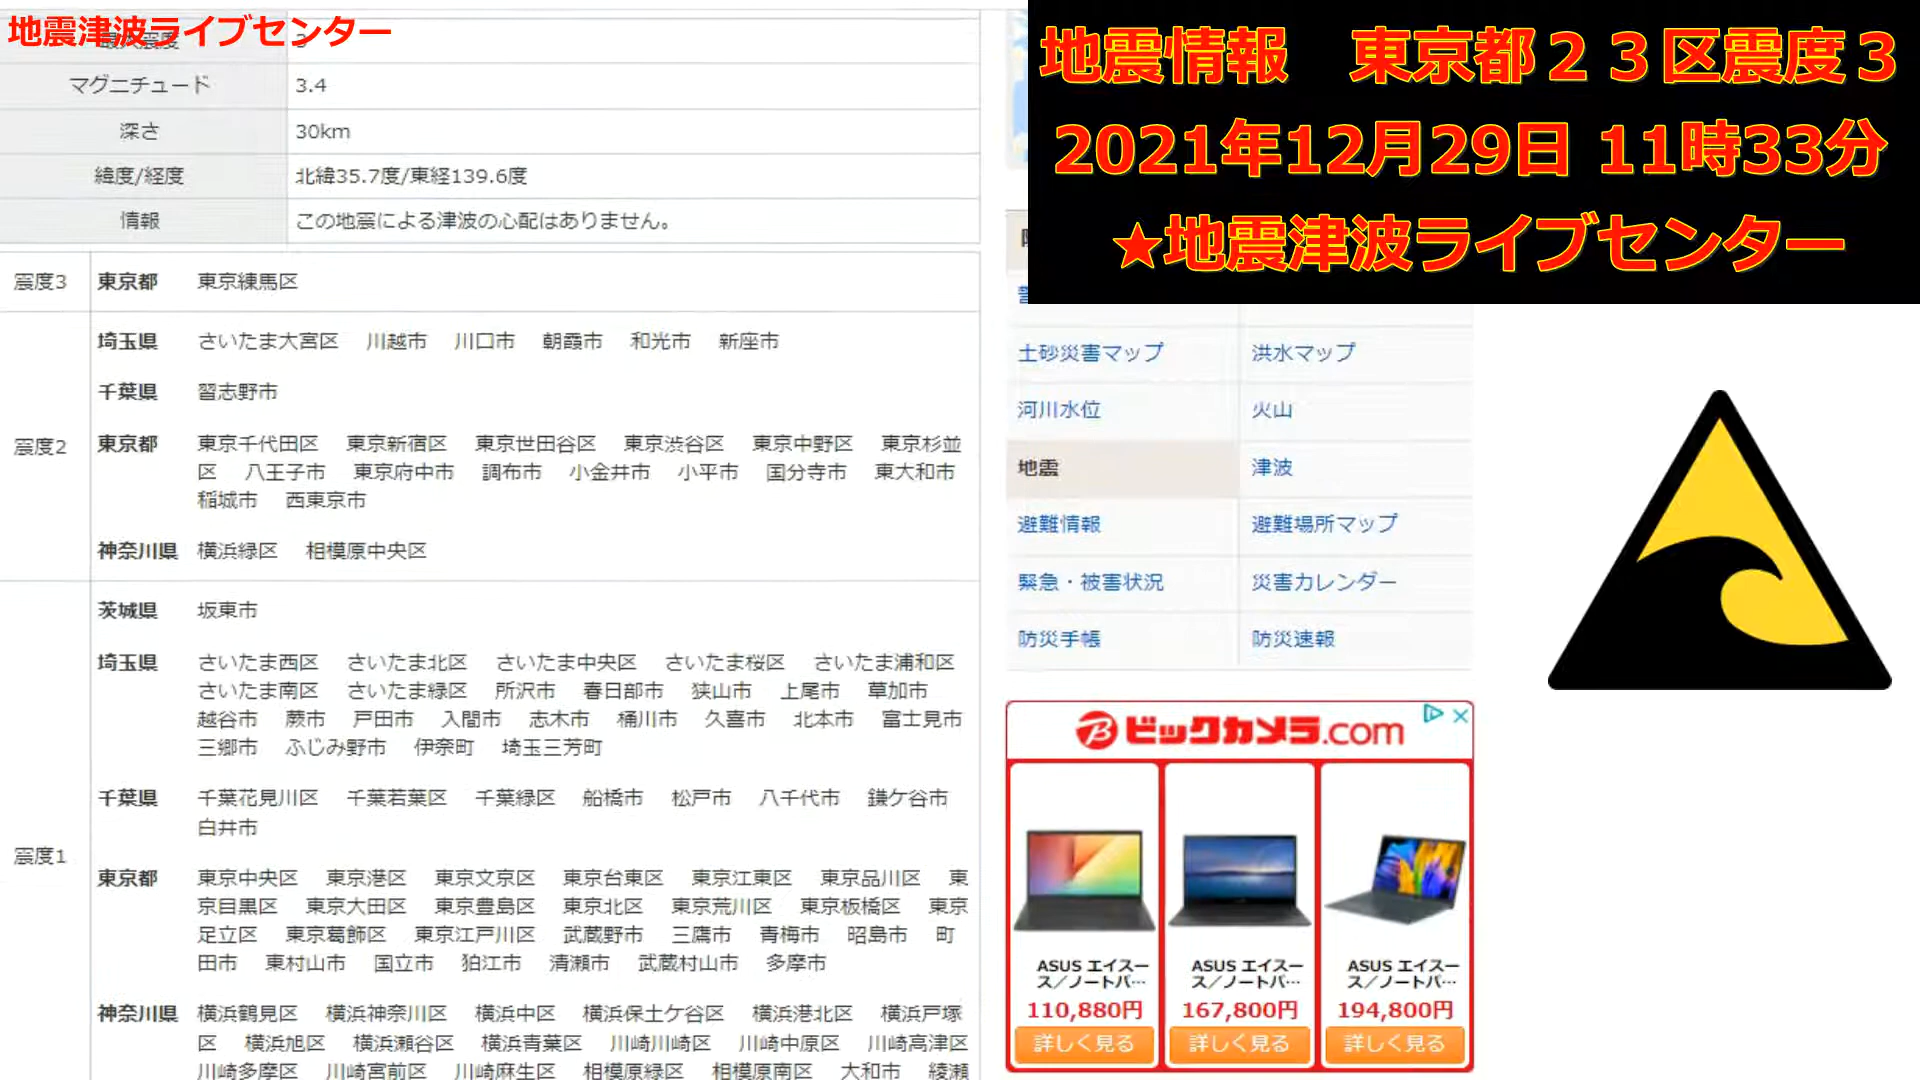 地震津波ライブセンター
最大震度 3
マグニチュード 3.4
深さ 30km
緯度/経度 北緯35.7度/東経139.6度
情報 この地震による津波の心配はありません。
震度3 東京都 東京練馬区
震度2
埼玉県 さいたま大宮区 川越市 川口市 朝霞市 和光市 新座市
千葉県 習志野市
東京都 東京千代田区 東京新宿区 東京世田谷区 東京渋谷区 東京中野区 東京杉並
区 八王子市 東京府中市 調布市 小金井市 小平市 国分寺市 東大和市
稲城市 西東京市
神奈川県 横浜緑区 相模原中央区
震度1
茨城県 坂東市
埼玉県 さいたま西区 さいたま北区 さいたま中央区 さいたま桜区 さいたま浦和区
さいたま南区 さいたま緑区 所沢市 春日部市 狭山市 上尾市 草加市
越谷市 蕨市 戸田市 入間市 志木市 桶川市 久喜市 北本市 富士見市
三郷市 ふじみ野市 伊奈町 埼玉三芳町
千葉県 千葉花見川区 千葉若葉区 千葉緑区 船橋市 松戸市 八千代市 鎌ケ谷市
白井市
東京都 東京中央区 東京港区 東京文京区 東京台東区 東京江東区 東京品川区 東
京目黒区 東京大田区 東京豊島区 東京北区 東京荒川区 東京板橋区 東京
足立区 東京葛飾区 東京江戸川区 武蔵野市 三鷹市 青梅市 昭島市 町
田市 東村山市 国立市 狛江市 清瀬市 武蔵村山市 多摩市
神奈川県 横浜鶴見区 横浜神奈川区 横浜中区 横浜保土ケ谷区 横浜港北区 横浜戸塚
区 横浜旭区 横浜瀬谷区 横浜青葉区 川崎川崎区 川崎中原区 川崎高津区
川崎多摩区 川崎宮前区 川崎麻生区 相模原緑区 相模原南区 大和市 綾瀬
地震情報 東京都２３区震度３
2021年12月29日 11時33分
★地震津波ライブセンター
土砂災害マップ 洪水マップ
河川水位 火山
地震 津波
避難情報 避難場所マップ
緊急・被害状況 災害カレンダー
防災手帳 防災速報
ビックカメラ.com
ASUS エイスー
ス／ノートパ…
110,880円
詳しく見る
ASUS エイスー
ス／ノートパ…
167,800円
詳しく見る
ASUS エイスー
ス／ノートパ…
194,800円
詳しく見る